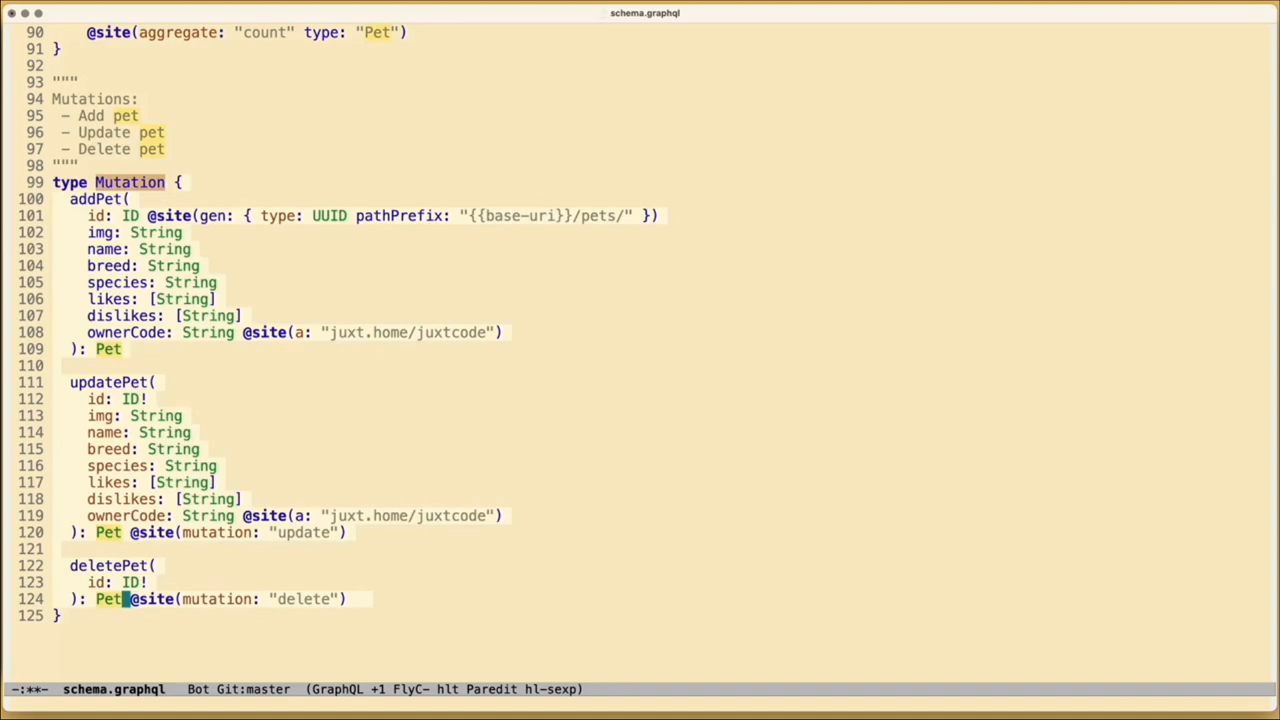 schema.graphql
90 @site(aggregate: "count" type: "Pet")
91 }
92
93 """
94 Mutations:
95 - Add pet
96 - Update pet
97 - Delete pet
98 """
99 type Mutation {
100 addPet(
101 id: ID @site(gen: { type: UUID pathPrefix: "{{base-uri}}/pets/" })
102 img: String
103 name: String
104 breed: String
105 species: String
106 likes: [String]
107 dislikes: [String]
108 ownerCode: String @site(a: "juxt.home/juxtcode")
109 ): Pet
110
111 updatePet(
112 id: ID!
113 img: String
114 name: String
115 breed: String
116 species: String
117 likes: [String]
118 dislikes: [String]
119 ownerCode: String @site(a: "juxt.home/juxtcode")
120 ): Pet @site(mutation: "update")
121
122 deletePet(
123 id: ID!
124 ): Pet @site(mutation: "delete")
125 }
-:**- schema.graphql Bot Git:master (GraphQL +1 FlyC- hlt Paredit hl-sexp)